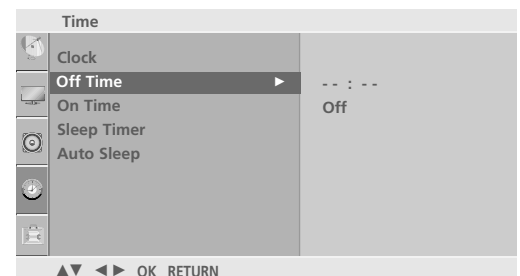 Time
Clock
Off Time ► - - : - -
On Time Off
Sleep Timer
Auto Sleep
▲▼ ◄► OK RETURN